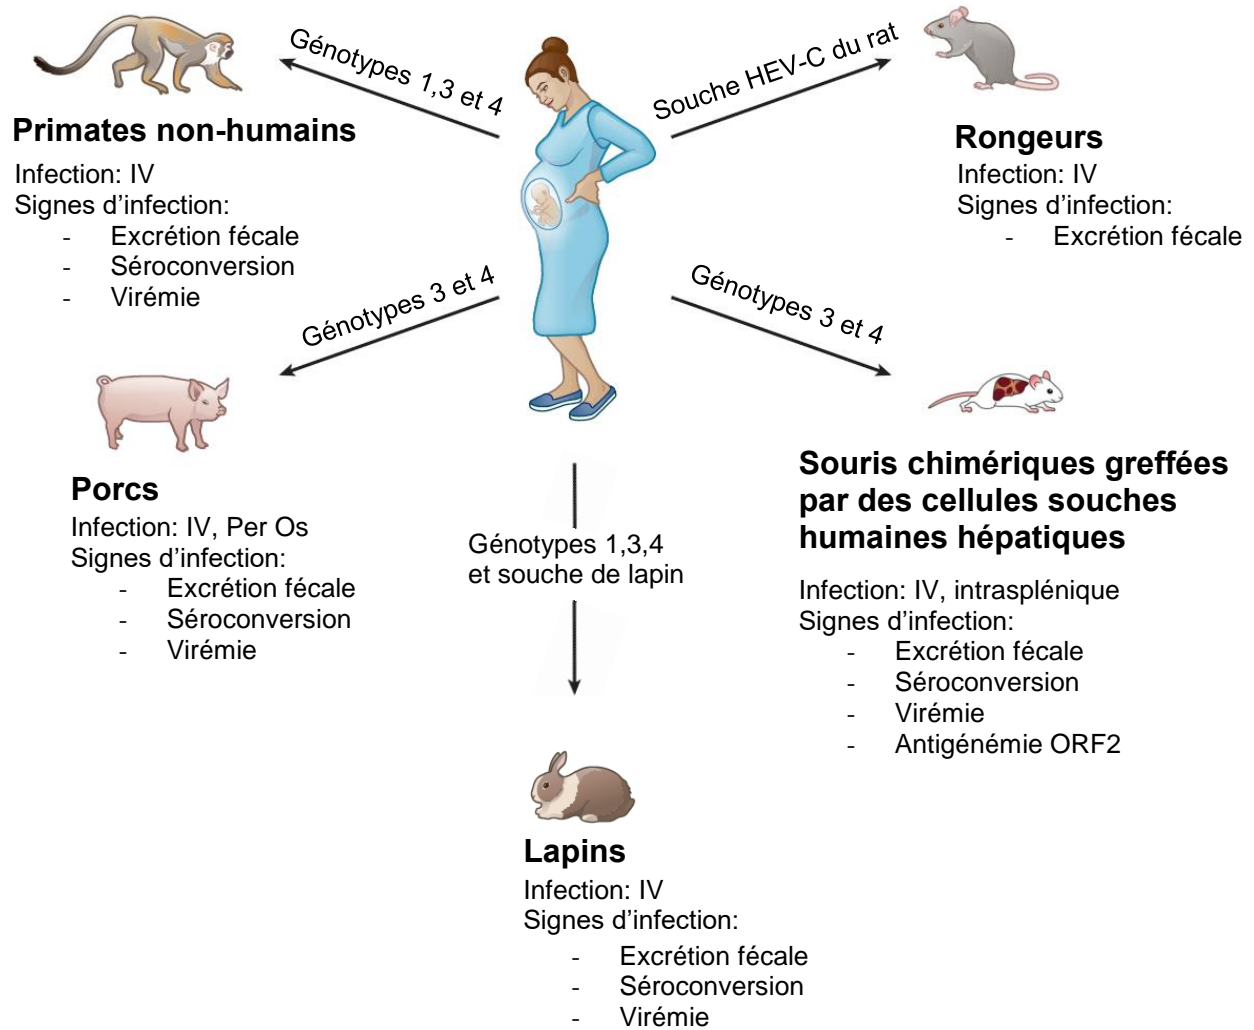 Génotypes 1,3 et 4
Primates non-humains
Infection: IV
Signes d’infection:
- Excrétion fécale
- Séroconversion
- Virémie
Souche HEV-C du rat
Rongeurs
Infection: IV
Signes d’infection:
- Excrétion fécale
Génotypes 3 et 4
Porcs
Infection: IV, Per Os
Signes d’infection:
- Excrétion fécale
- Séroconversion
- Virémie
Génotypes 3 et 4
Souris chimériques greffées
par des cellules souches
humaines hépatiques
Infection: IV, intrasplénique
Signes d’infection:
- Excrétion fécale
- Séroconversion
- Virémie
- Antigénémie ORF2
Génotypes 1,3,4
et souche de lapin
Lapins
Infection: IV
Signes d’infection:
- Excrétion fécale
- Séroconversion
- Virémie